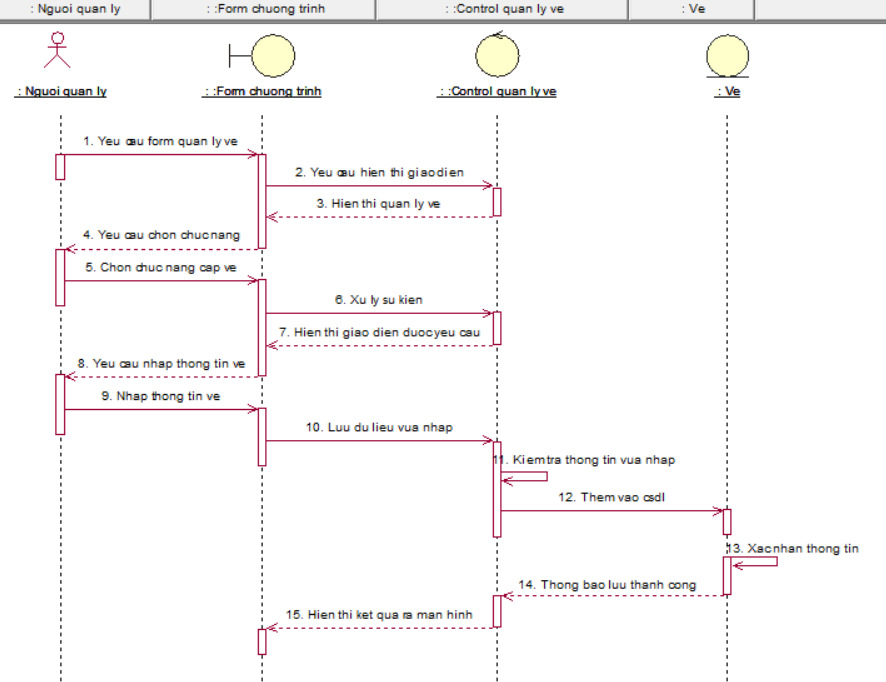 : Nguoi quan ly
: :Form chuong trinh
: :Control quan ly ve
: Ve
: Nguoi quan ly
: :Form chuong trinh
: :Control quan ly ve
: Ve
1. Yeu cau form quan ly ve
2. Yeu cau hien thi giao dien
3. Hien thi quan ly ve
4. Yeu cau chon chuc nang
5. Chon chuc nang cap ve
6. Xu ly su kien
7. Hien thi giao dien duoc yeu cau
8. Yeu cau nhap thong tin ve
9. Nhap thong tin ve
10. Luu du lieu vua nhap
11. Kiem tra thong tin vua nhap
12. Them vao csdl
13. Xac nhan thong tin
14. Thong bao luu thanh cong
15. Hien thi ket qua ra man hinh